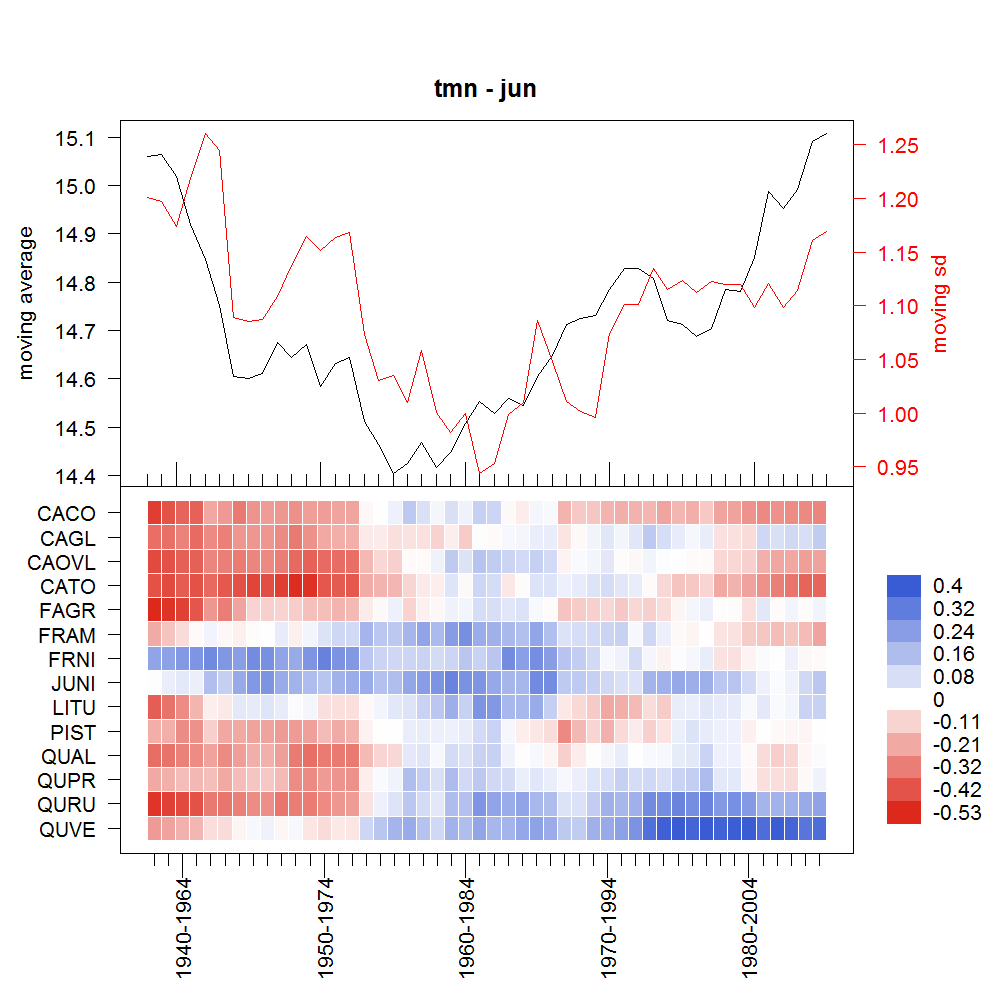 tmn - jun
moving average
15.1
15.0
14.9
14.8
14.7
14.6
14.5
14.4
1.25
1.20
1.15
1.10
1.05
1.00
0.95
moving sd
CACO
CAGL
CAOVL
CATO
FAGR
FRAM
FRNI
JUNI
LITU
PIST
QUAL
QUPR
QURU
QUVE
0.4
0.32
0.24
0.16
0.08
0
-0.11
-0.21
-0.32
-0.42
-0.53
1940-1964
1950-1974
1960-1984
1970-1994
1980-2004